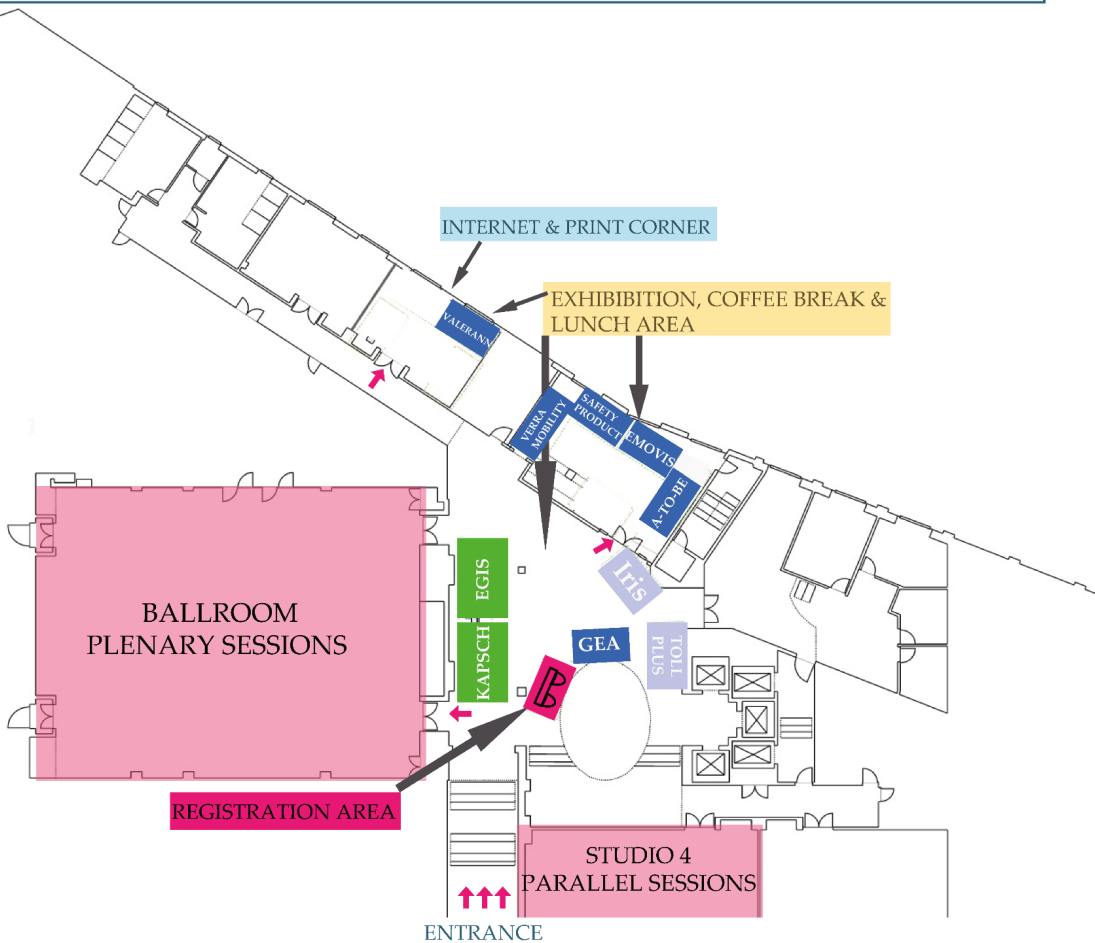 INTERNET & PRINT CORNER
EXHIBIBITION, COFFEE BREAK &
LUNCH AREA
VALERANN
VERRA
MOBILITY
SAFETY
PRODUCT
EMOVIS
A-TO-BE
Iris
EGIS
KAPSCH
GEA
TOLL
PLUS
BALLROOM
PLENARY SESSIONS
REGISTRATION AREA
STUDIO 4
PARALLEL SESSIONS
ENTRANCE